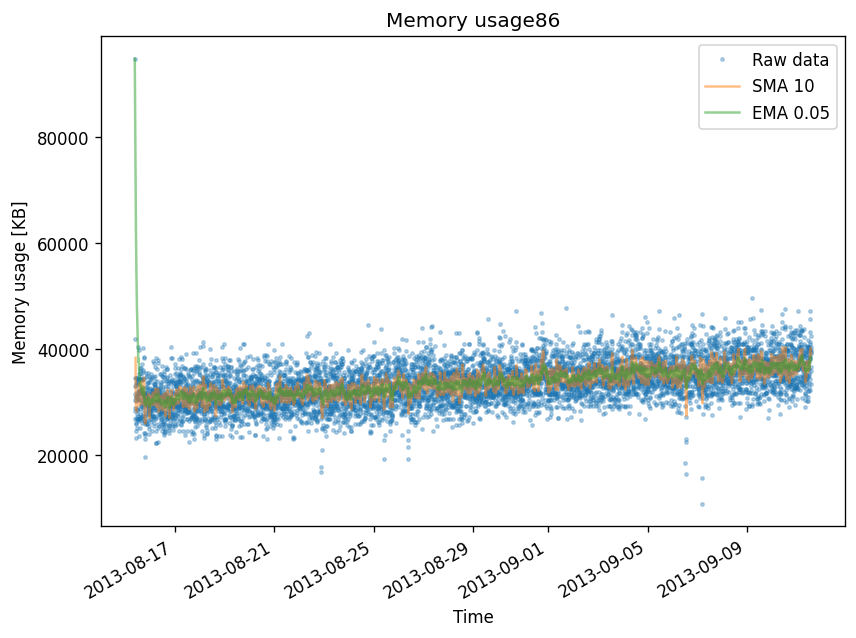 Memory usage86
Raw data
SMA 10
EMA 0.05
Memory usage [KB]
80000
60000
40000
20000
2013-08-17
2013-08-21
2013-08-25
2013-08-29
2013-09-01
2013-09-05
2013-09-09
Time